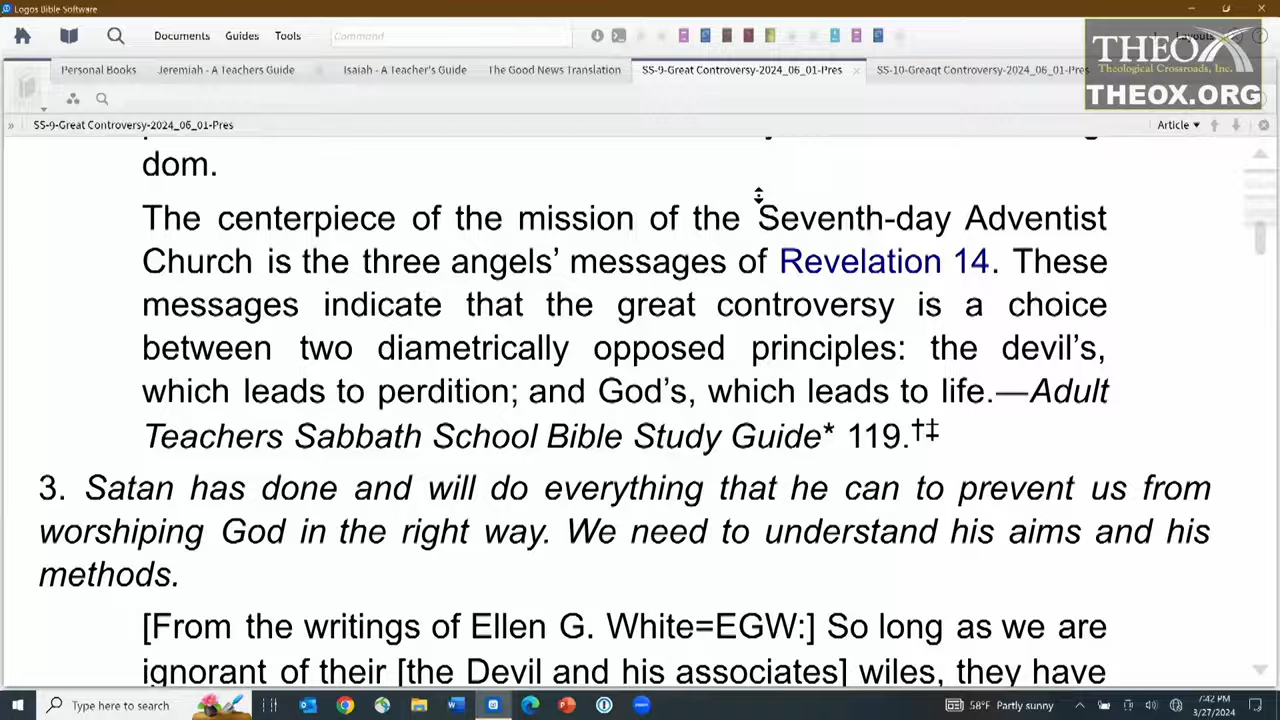 Logos Bible Software
Documents Guides Tools Command Layouts
THEOX
Theological Crossroads, Inc.
THEOX.ORG
Personal Books Jeremiah - A Teachers Guide Isaiah - A Teachers The Good News Translation SS-9-Great Controversy-2024_06_01-Pres SS-10-Greaqt Controversy-2024_06_01-Pres
SS-9-Great Controversy-2024_06_01-Pres Article
dom.
The centerpiece of the mission of the Seventh-day Adventist
Church is the three angels’ messages of Revelation 14. These
messages indicate that the great controversy is a choice
between two diametrically opposed principles: the devil’s,
which leads to perdition; and God’s, which leads to life.—Adult
Teachers Sabbath School Bible Study Guide* 119.†‡
3. Satan has done and will do everything that he can to prevent us from
worshiping God in the right way. We need to understand his aims and his
methods.
[From the writings of Ellen G. White=EGW:] So long as we are
ignorant of their [the Devil and his associates] wiles, they have
Type here to search 58°F Partly sunny 7:42 PM
3/27/2024